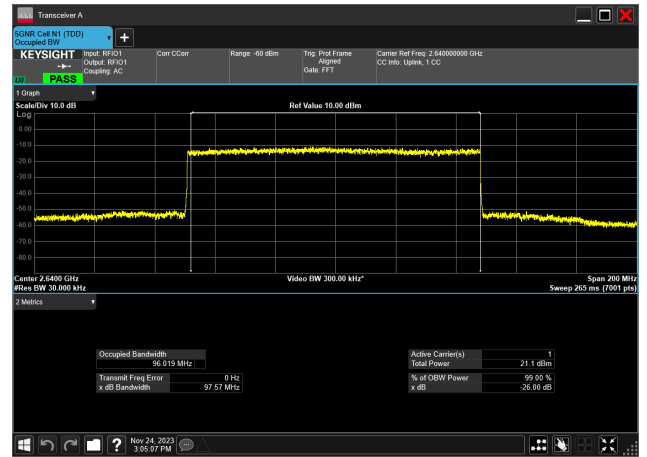 Transceiver A
5GNR Cell N1 (TDD)
Occupied BW
+
KEYSIGHT
Input: RFIO1
Output: RFIO1
Coupling: AC
Corr CCorr
Range: -60 dBm
Trig: Prot Frame
Aligned
Gate: FFT
Carrier Ref Freq: 2.640000000 GHz
CC Info: Uplink, 1 CC
PASS
1 Graph
Scale/Div 10.0 dB
Ref Value 10.00 dBm
Log
0.00
-10.0
-20.0
-30.0
-40.0
-50.0
-60.0
-70.0
-80.0
Center 2.6400 GHz
Video BW 300.00 kHz*
Span 200 MHz
#Res BW 30.000 kHz
Sweep 265 ms (7001 pts)
2 Metrics
Occupied Bandwidth
96.019 MHz
Active Carrier(s) 1
Total Power 21.1 dBm
Transmit Freq Error 0 Hz
x dB Bandwidth 97.57 MHz
% of OBW Power 99.00 %
x dB -26.00 dB
?
Nov 24, 2023
3:05:07 PM